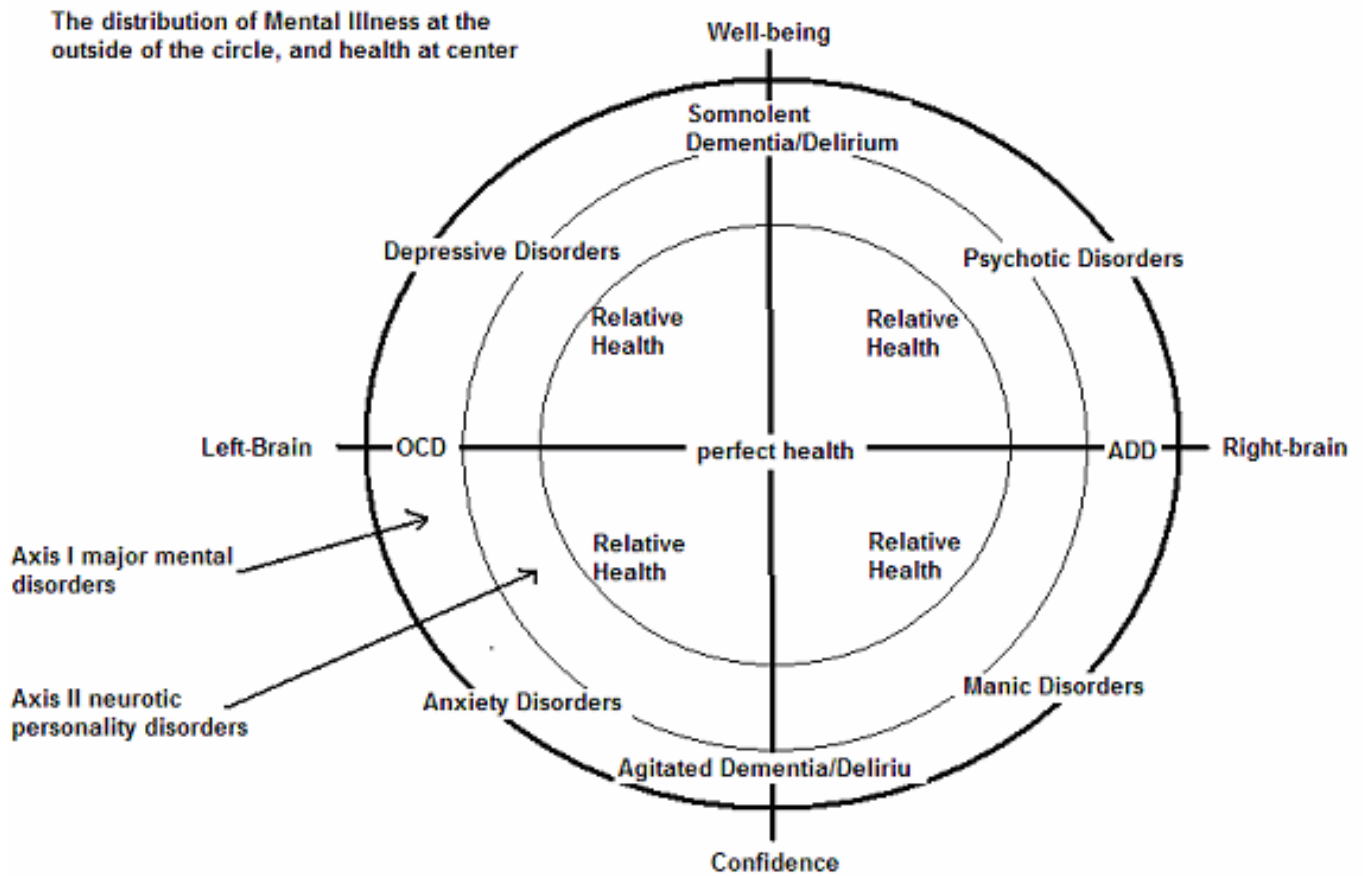 The distribution of Mental Illness at the
outside of the circle, and health at center
Well-being
Somnolent
Dementia/Delirium
Depressive Disorders
Psychotic Disorders
Relative
Health
Relative
Health
Left-Brain
OCD
perfect health
ADD
Right-brain
Axis I major mental
disorders
Relative
Health
Relative
Health
Axis II neurotic
personality disorders
Anxiety Disorders
Manic Disorders
Agitated Dementia/Deliriu
Confidence